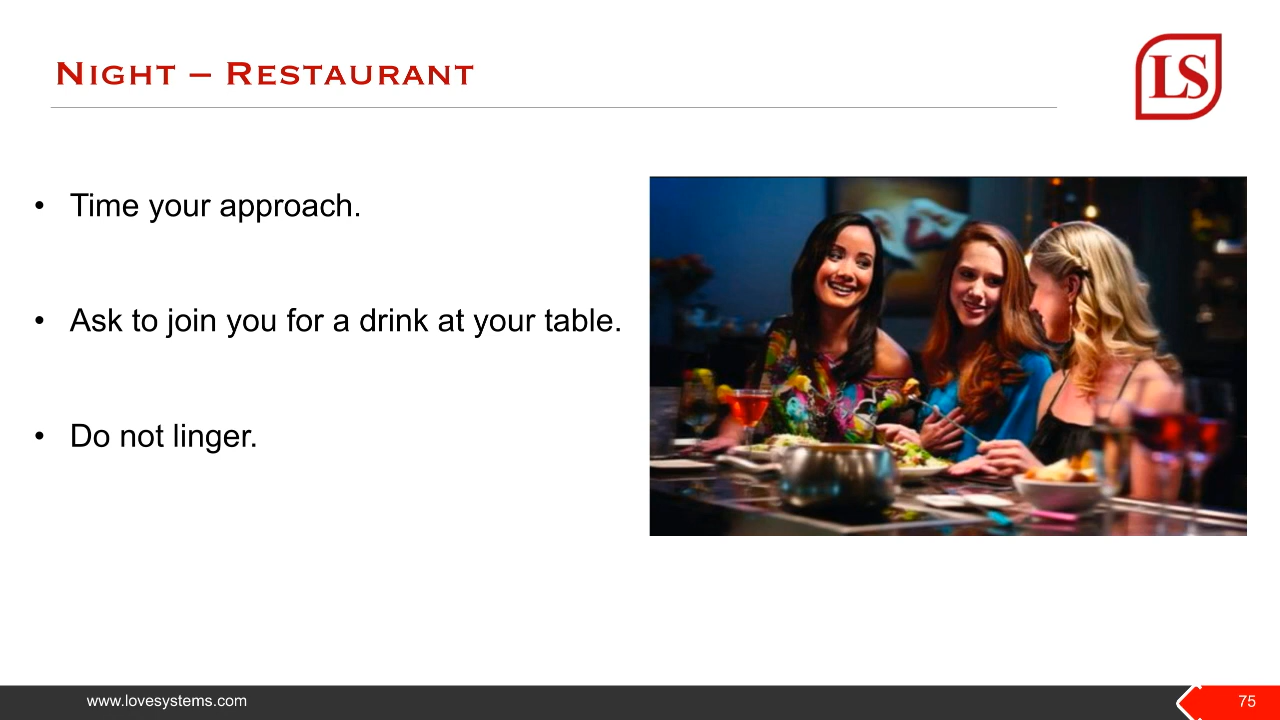 Night – Restaurant
LS
• Time your approach.
• Ask to join you for a drink at your table.
• Do not linger.
www.lovesystems.com
75